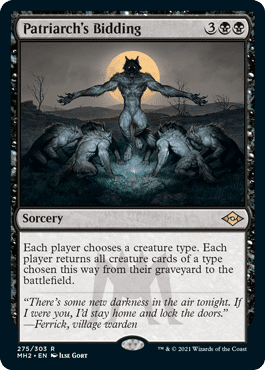 Patriarch's Bidding 3
Sorcery
Each player chooses a creature type. Each
player returns all creature cards of a type
chosen this way from their graveyard to the
battlefield.
“There's some new darkness in the air tonight. If
I were you, I'd stay home and lock the doors.”
—Ferrick, village warden
275/303 R
MH2 • EN Ilse Gort
™ & © 2021 Wizards of the Coast